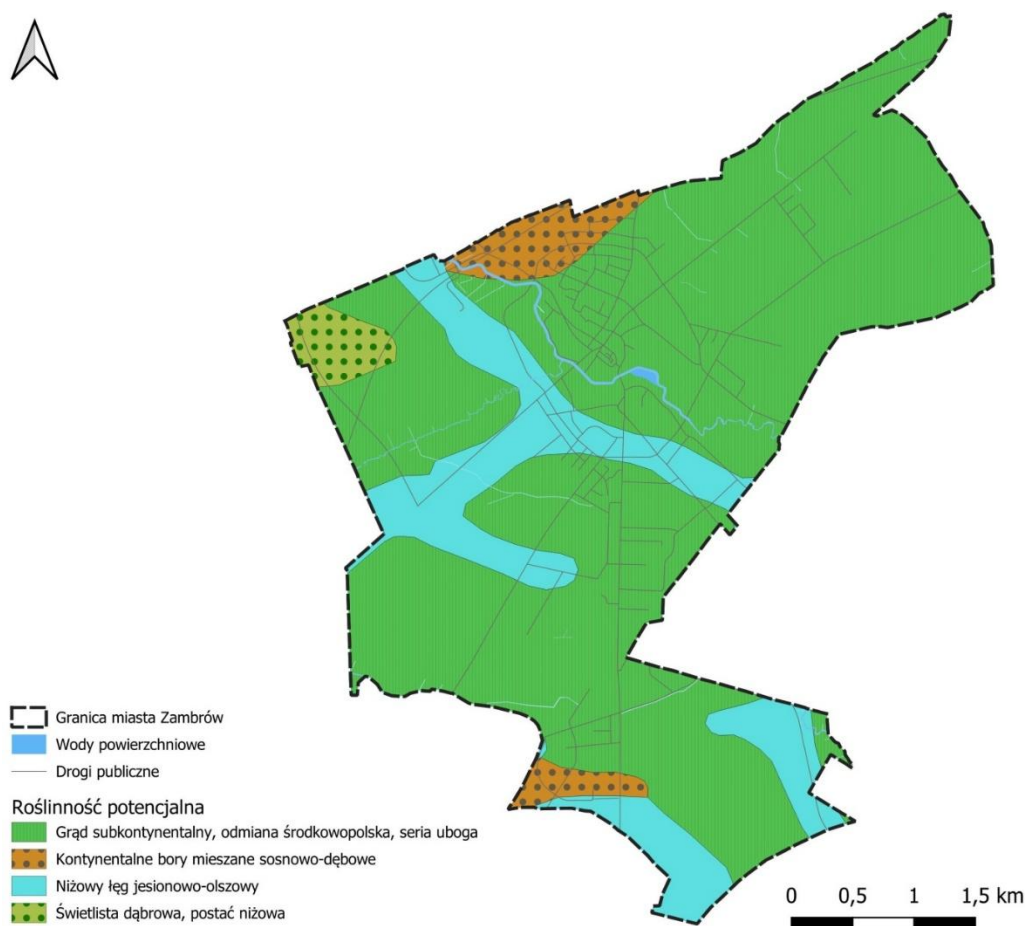 Granica miasta Zambrów
Wody powierzchniowe
Drogi publiczne
Roślinność potencjalna
Grąd subkontynentalny, odmiana środkowopolska, seria uboga
Kontynentalne bory mieszane sosnowo-dębowe
Niżowy łęg jesionowo-olszowy
Świetlista dąbrowa, postać niżowa
0 0,5 1 1,5 km